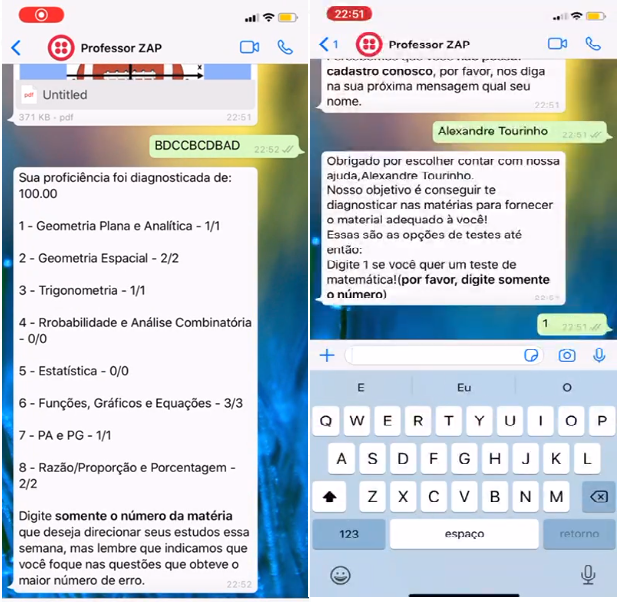 Professor ZAP
x
pdf
Untitled
371 KB - pdf
22:51
BDCCBCDBAD
22:52
Sua proficiência foi diagnosticada de:
100.00
1 - Geometria Plana e Analítica - 1/1
2 - Geometria Espacial - 2/2
3 - Trigonometria - 1/1
4 - Rrobabilidade e Análise Combinatória
- 0/0
5 - Estatística - 0/0
6 - Funções, Gráficos e Equações - 3/3
7 - PA e PG - 1/1
8 - Razão/Proporção e Porcentagem -
2/2
Digite somente o número da matéria
que deseja direcionar seus estudos essa
semana, mas lembre que indicamos que
você foque nas questões que obteve o
maior número de erro.
22:52
22:51
1
Professor ZAP
cadastro conosco, por favor, nos diga
na sua próxima mensagem qual seu
nome.
22:51
Alexandre Tourinho
22:51
Obrigado por escolher contar com nossa
ajuda,Alexandre Tourinho.
Nosso objetivo é conseguir te
diagnosticar nas matérias para fornecer
o material adequado à você!
Essas são as opções de testes até
então:
Digite 1 se você quer um teste de
matemática!(por favor, digite somente
o número)
1
22:51
E Eu O
Q W E R T Y U I O P
A S D F G H J K L
Z X C V B N M
123 espaço retorno